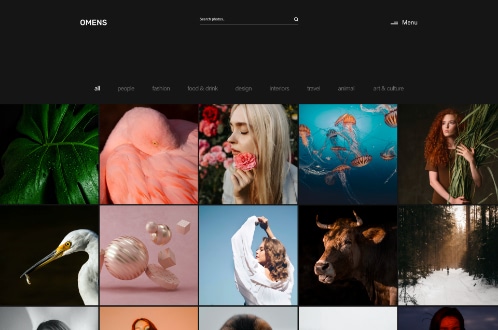 OMENS
Search photos..
Menu
all people fashion food & drink design interiors travel animal art & culture